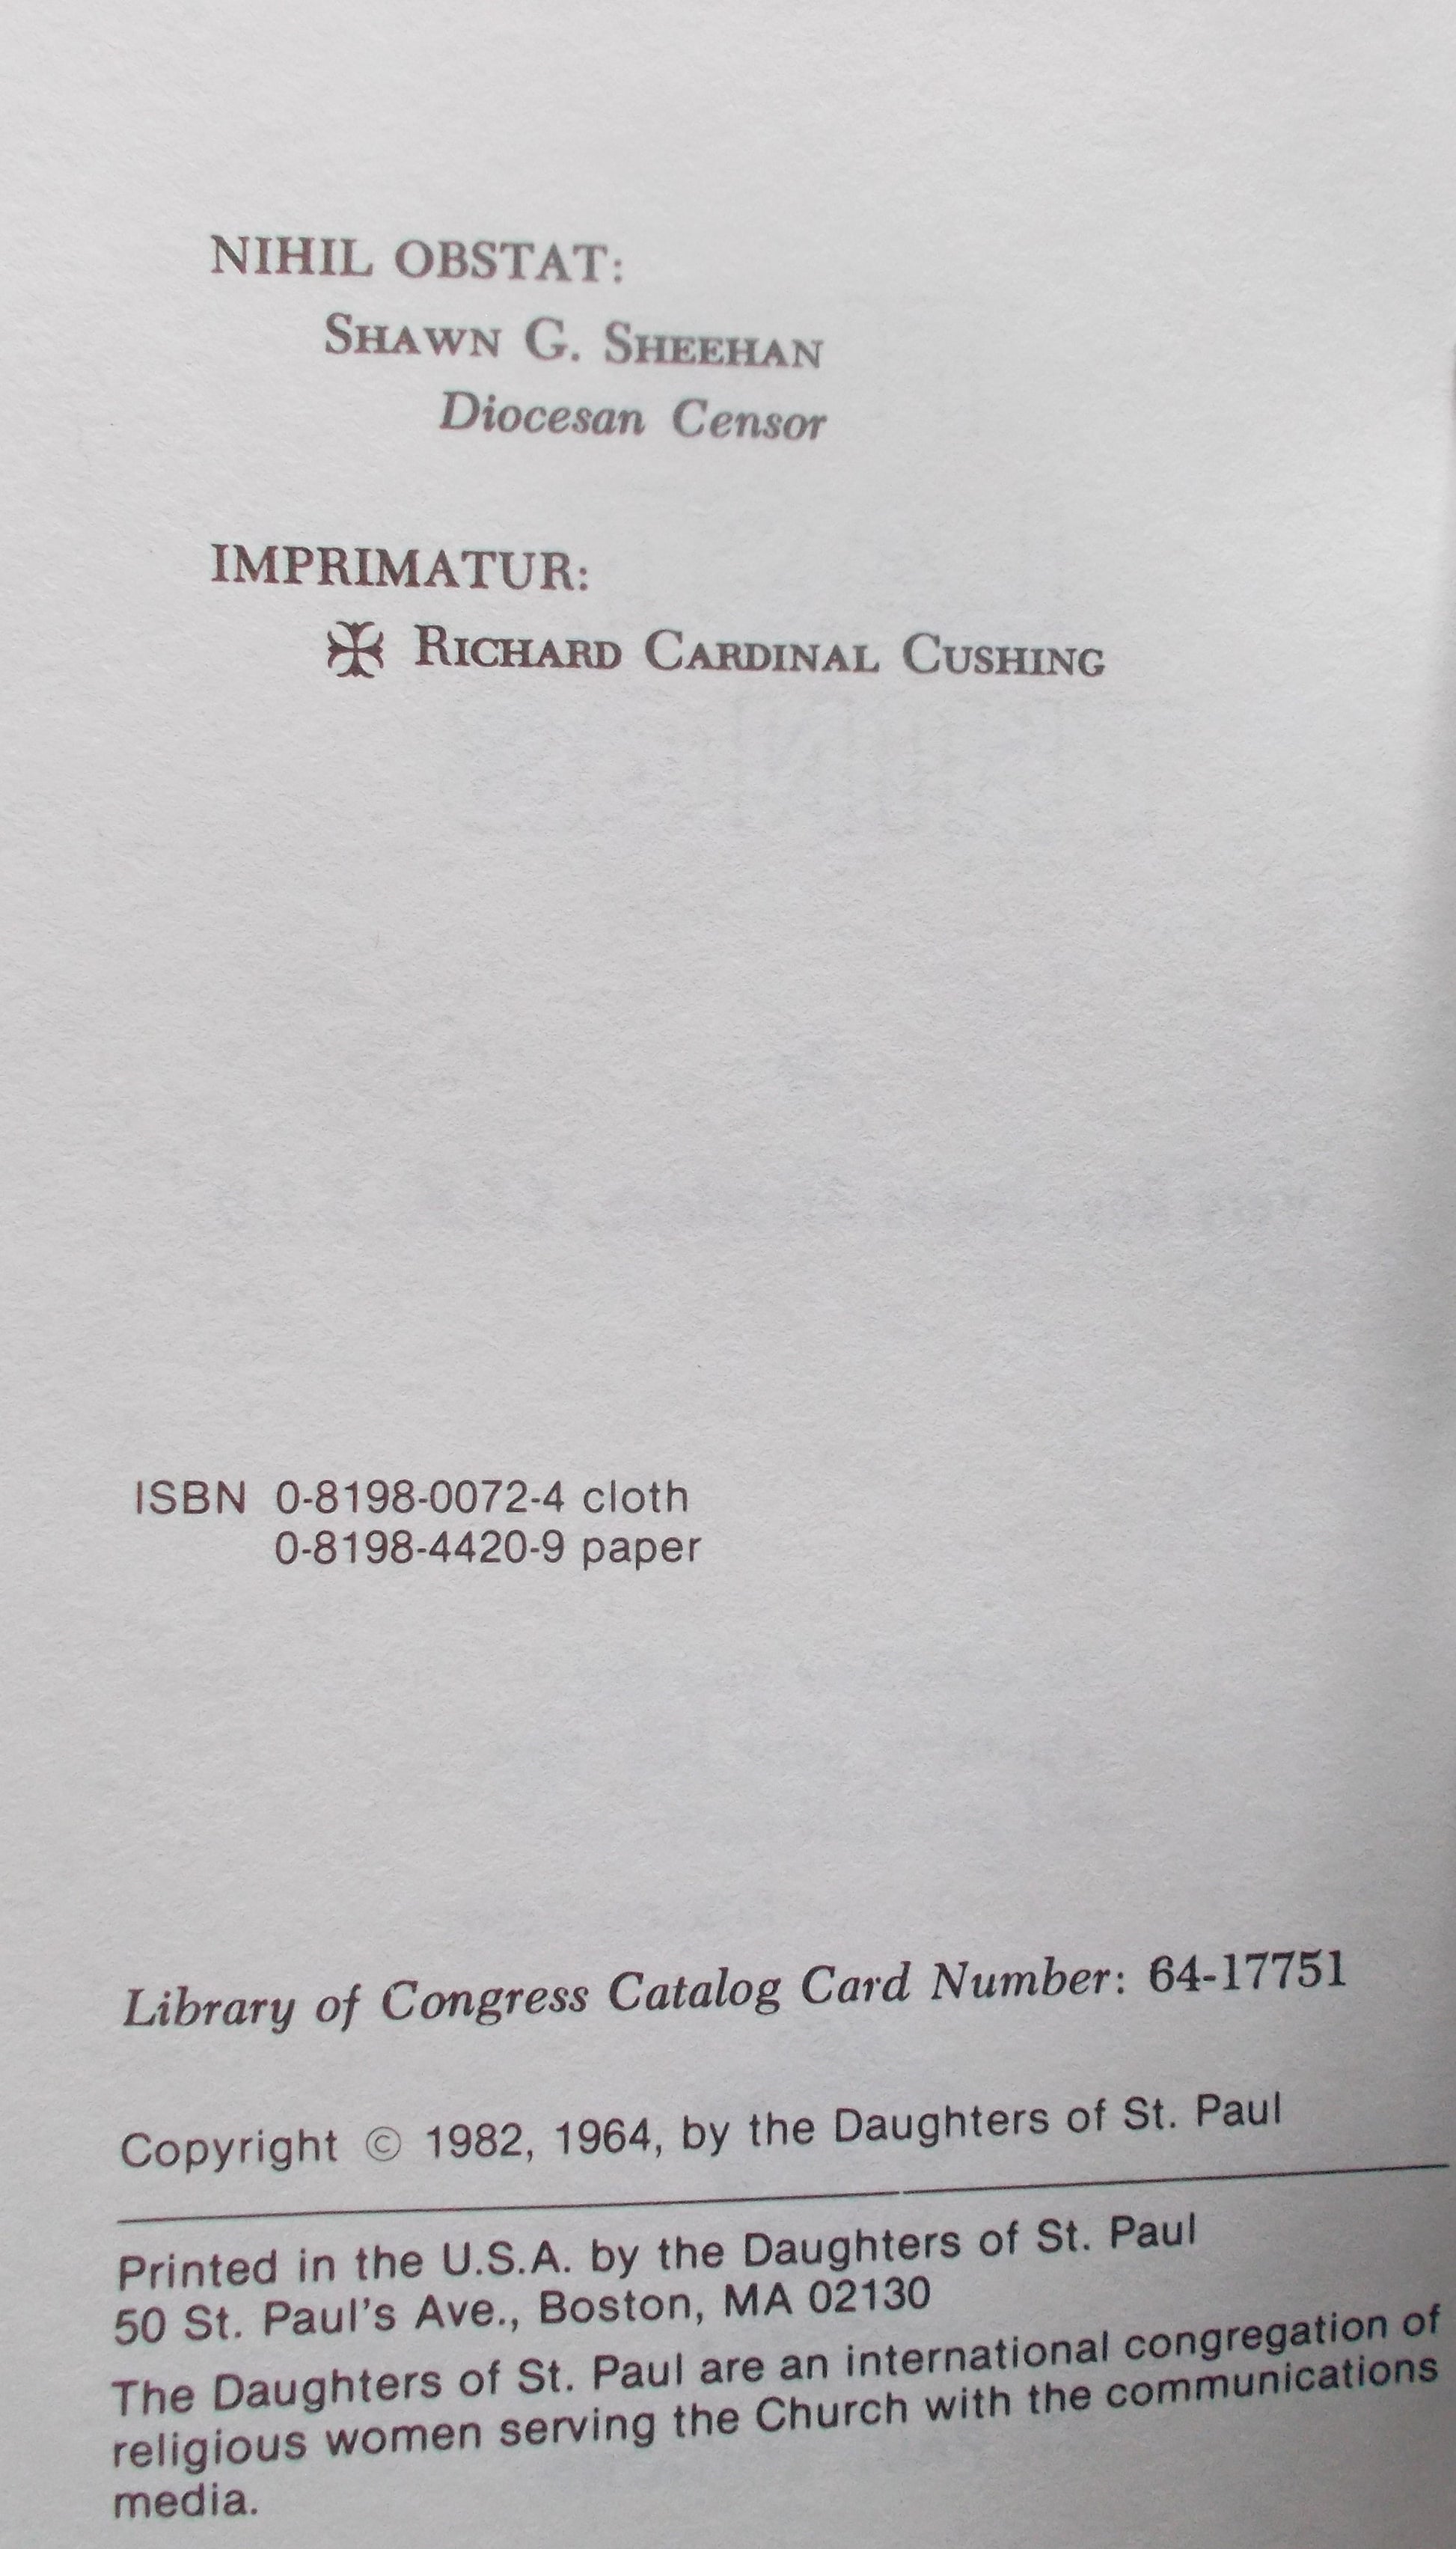 NIHIL OBSTAT:
SHAWN G. SHEEHAN
Diocesan Censor
IMPRIMATUR:
✠ RICHARD CARDINAL CUSHING
ISBN 0-8198-0072-4 cloth
0-8198-4420-9 paper
Library of Congress Catalog Card Number: 64-17751
Copyright © 1982, 1964, by the Daughters of St. Paul
Printed in the U.S.A. by the Daughters of St. Paul
50 St. Paul's Ave., Boston, MA 02130
The Daughters of St. Paul are an international congregation of
religious women serving the Church with the communications
media.